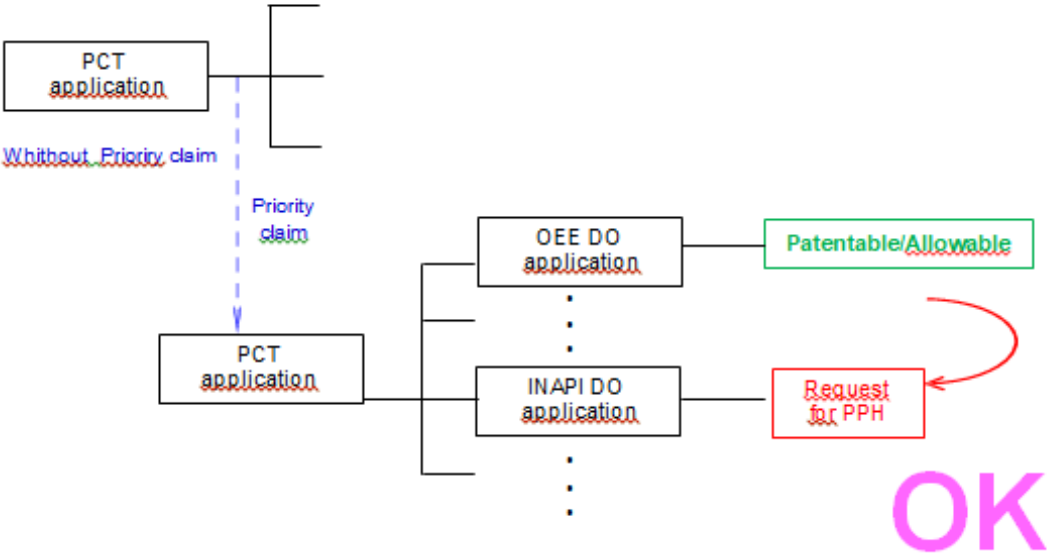 PCT
application
Whithout Prioriry claim
Priority
claim
OEE DO
application
Patentable/Allowable
PCT
application
INAPI DO
application
Request
for PPH
OK